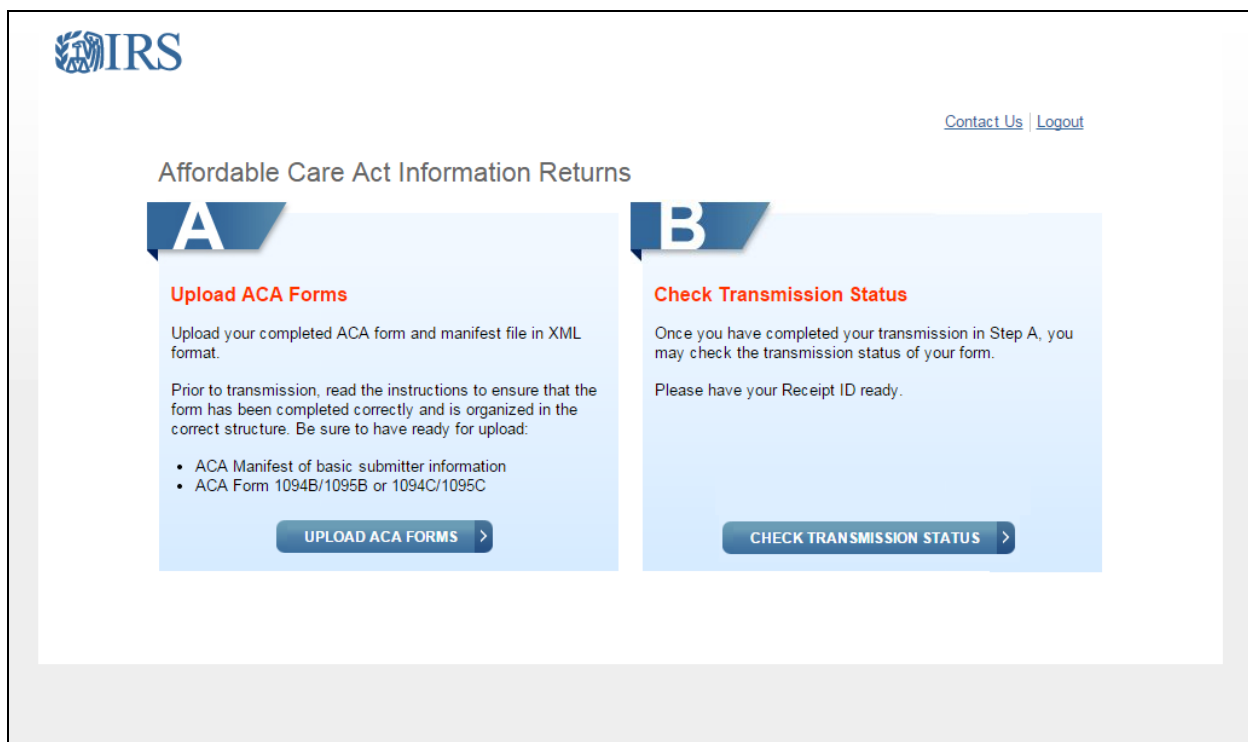 IRS
Contact Us | Logout
Affordable Care Act Information Returns
A
Upload ACA Forms
Upload your completed ACA form and manifest file in XML
format.
Prior to transmission, read the instructions to ensure that the
form has been completed correctly and is organized in the
correct structure. Be sure to have ready for upload:
• ACA Manifest of basic submitter information
• ACA Form 1094B/1095B or 1094C/1095C
UPLOAD ACA FORMS >
B
Check Transmission Status
Once you have completed your transmission in Step A, you
may check the transmission status of your form.
Please have your Receipt ID ready.
CHECK TRANSMISSION STATUS >